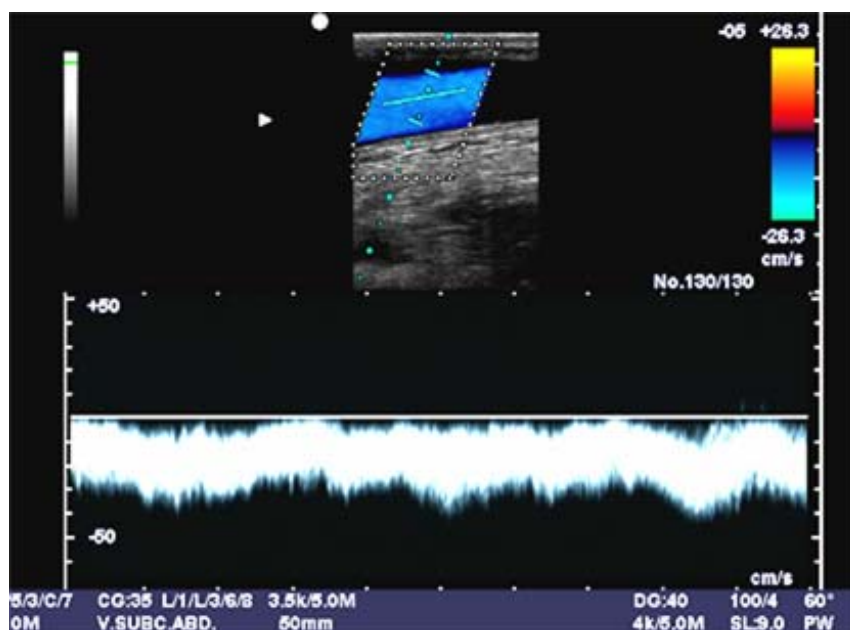 -05 +26.3
-26.3
cm/s
No.130/130
+50
-50
cm/s
5/3/C/7 CG:35 L/1/L/3/6/8 3.5k/5.0M DG:40 100/4 60°
0M V.SUBC.ABD. 50mm 4k/5.0M SL:9.0 PW